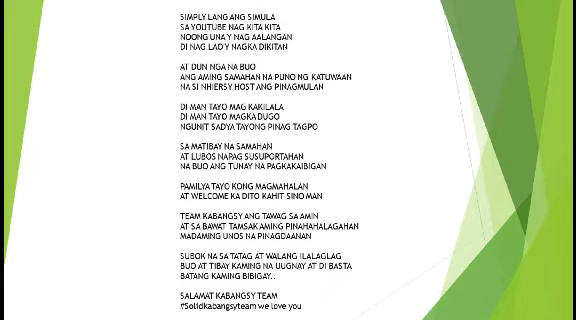 SIMPLY LANG ANG SIMULA
SA YOUTUBE NAG KITA KITA
NOONG UNA'Y NAG AALANGAN
DI NAG LAO'Y NAGKA DIKITAN
AT DUN NGA NA BUO
ANG AMING SAMAHAN NA PUNO NG KATUWAAN
NA SI NHIERSY HOST ANG PINAGMULAN
DI MAN TAYO MAG KAKILALA
DI MAN TAYO MAGKA DUGO
NGUNIT SADYA TAYONG PINAG TAGPO
SA MATIBAY NA SAMAHAN
AT LUBOS NAPAG SUSUPORTAHAN
NA BUO ANG TUNAY NA PAGKAKAIBIGAN
PAMILYA TAYO KONG MAGMAHALAN
AT WELCOME KA DITO KAHIT SINO MAN
TEAM KABANGSY ANG TAWAG SA AMIN
AT SA BAWAT TAMSAK AMING PINAHAHALAGAHAN
MADAMING UNOS NA PINAGDAANAN
SUBOK NA SA TATAG AT WALANG ILALAGLAG
BUO AT TIBAY KAMING NA UUGNAY AT DI BASTA
BATANG KAMING BIBIGAY..
SALAMAT KABANGSY TEAM
#Solidkabangsyteam we love you